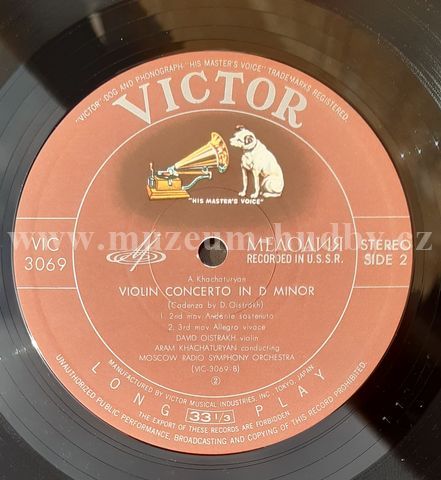 "VICTOR" DOG AND PHONOGRAPH "HIS MASTER'S VOICE" TRADEMARKS REGISTERED.
VICTOR
"HIS MASTER'S VOICE"
www.muzeum-hudby.cz
VIC
3069
МЕЛОДИЯ
RECORDED IN U.S.S.R.
STEREO
SIDE 2
A. Khachaturyan
VIOLIN CONCERTO IN D MINOR
(Cadenza by D. Oistrakh)
1. 2nd mov. Andante sostenuto
2. 3rd mov. Allegro vivace
DAVID OISTRAKH violin
ARAM KHACHATURYAN conducting
MOSCOW RADIO SYMPHONY ORCHESTRA
(VIC-3069-B)
2
LONG 33 1/3 PLAY
MANUFACTURED BY VICTOR MUSICAL INDUSTRIES, INC. TOKYO, JAPAN
UNAUTHORIZED PUBLIC PERFORMANCE, BROADCASTING AND COPYING OF THIS RECORD PROHIBITED.
THE EXPORT OF THESE RECORDS ARE FORBIDDEN.